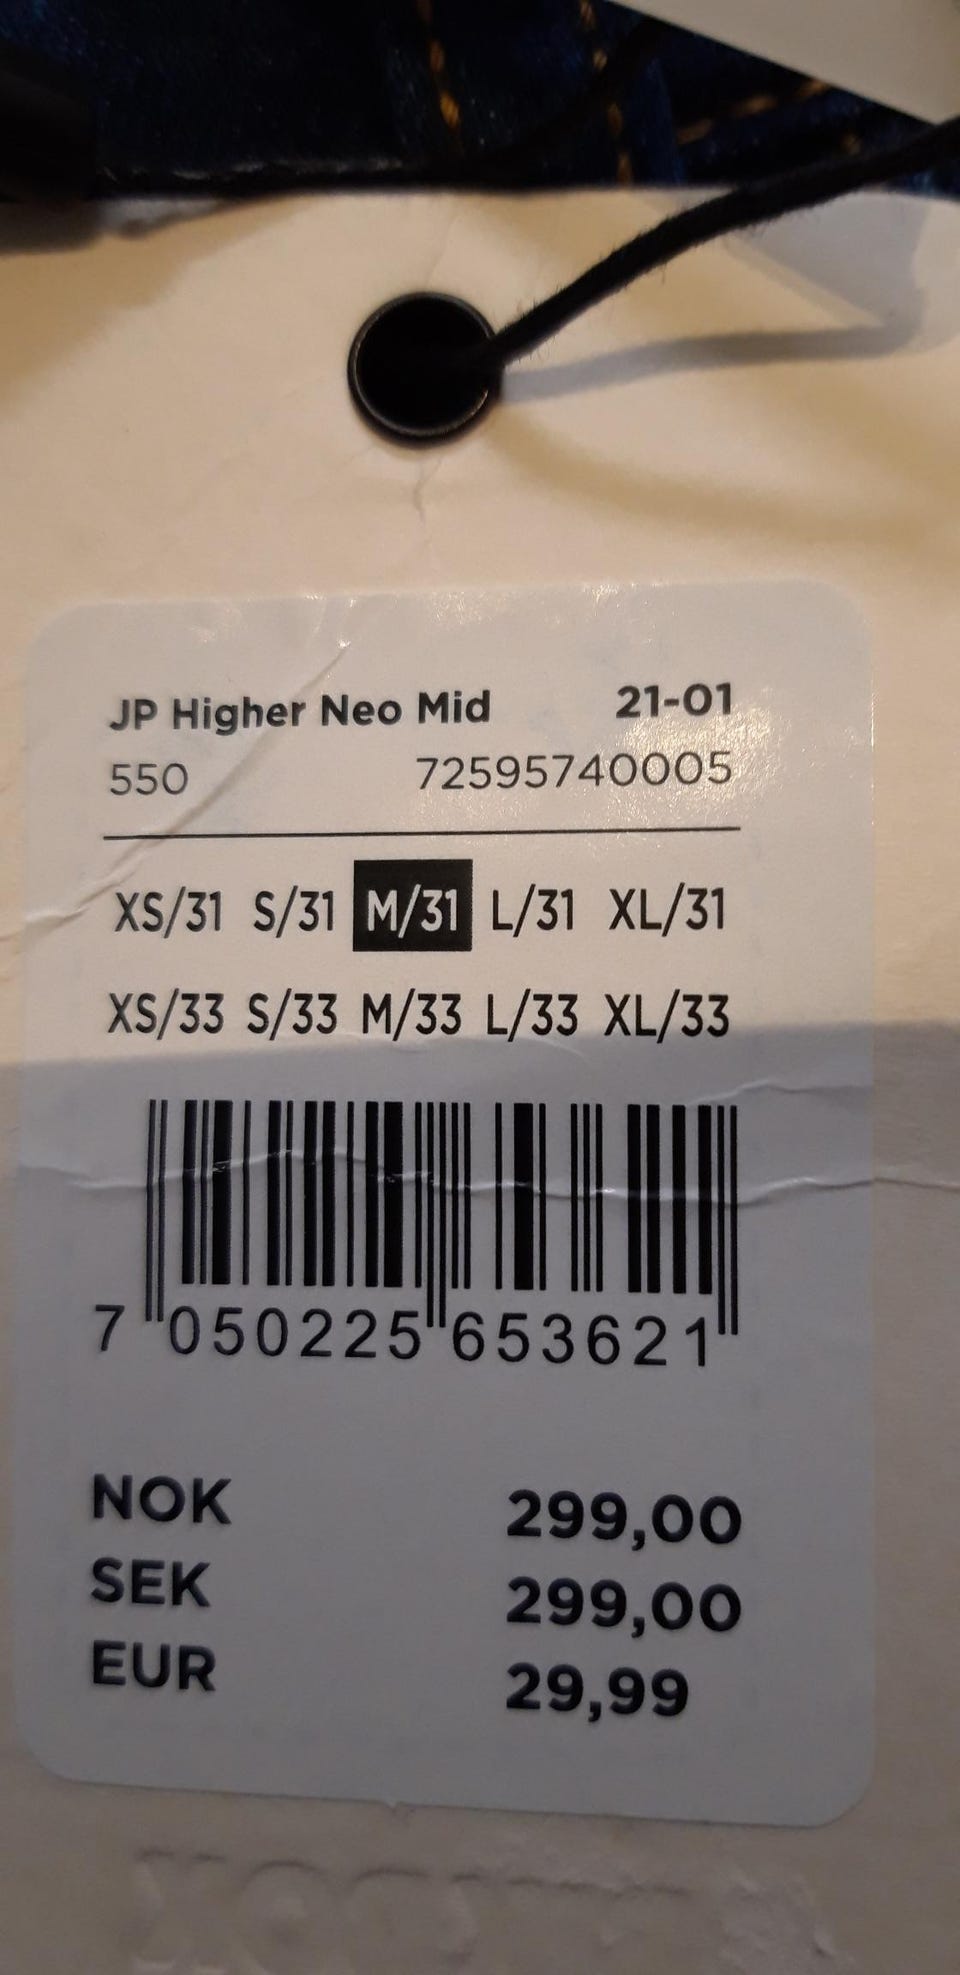 JP Higher Neo Mid 21-01
550 72595740005
XS/31 S/31 M/31 L/31 XL/31
XS/33 S/33 M/33 L/33 XL/33
7 050225 653621
NOK 299,00
SEK 299,00
EUR 29,99